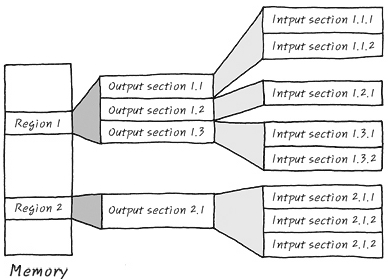 Intput section 1.1.1
Intput section 1.1.2
Output section 1.1
Output section 1.2
Output section 1.3
Intput section 1.2.1
Region 1
Intput section 1.3.1
Intput section 1.3.2
Region 2
Output section 2.1
Intput section 2.1.1
Intput section 2.1.2
Intput section 2.1.2
Memory